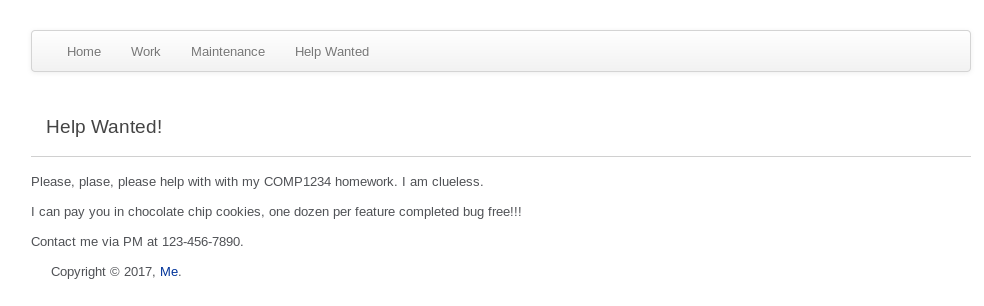 Home Work Maintenance Help Wanted
Help Wanted!
Please, plase, please help with with my COMP1234 homework. I am clueless.
I can pay you in chocolate chip cookies, one dozen per feature completed bug free!!!
Contact me via PM at 123-456-7890.
Copyright © 2017, Me.